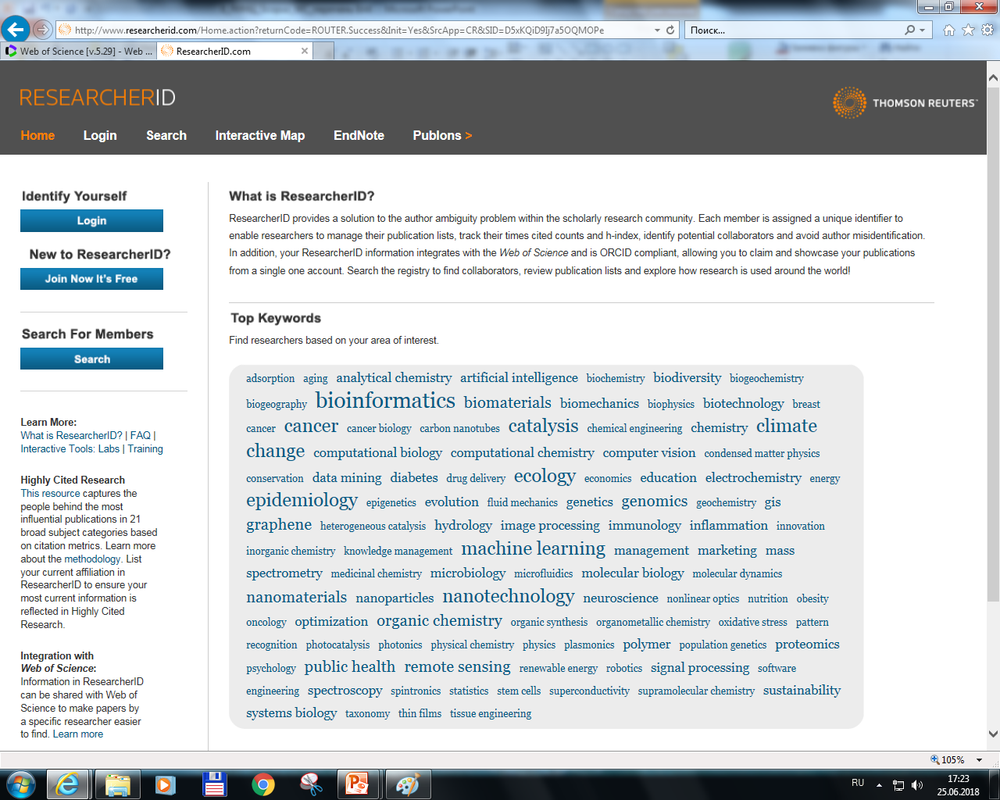 http://www.researcherid.com/Home.action?returnCode=ROUTER.Success&Init=Yes&SrcApp=CR&SID=D5xKQiD9Ij7a5OQMOPe
Поиск...
Web of Science [v.5.29] - Web ...
ResearcherID.com
RESEARCHERID
THOMSON REUTERS
Home Login Search Interactive Map EndNote Publons >
Identify Yourself
Login
New to ResearcherID?
Join Now It's Free
Search For Members
Search
Learn More:
What is ResearcherID? | FAQ |
Interactive Tools: Labs | Training
Highly Cited Research
This resource captures the
people behind the most
influential publications in 21
broad subject categories based
on citation metrics. Learn more
about the methodology. List
your current affiliation in
ResearcherID to ensure your
most current information is
reflected in Highly Cited
Research.
Integration with
Web of Science:
Information in ResearcherID
can be shared with Web of
Science to make papers by
a specific researcher easier
to find. Learn more
What is ResearcherID?
ResearcherID provides a solution to the author ambiguity problem within the scholarly research community. Each member is assigned a unique identifier to
enable researchers to manage their publication lists, track their times cited counts and h-index, identify potential collaborators and avoid author misidentification.
In addition, your ResearcherID information integrates with the Web of Science and is ORCID compliant, allowing you to claim and showcase your publications
from a single one account. Search the registry to find collaborators, review publication lists and explore how research is used around the world!
Top Keywords
Find researchers based on your area of interest.
adsorption aging analytical chemistry artificial intelligence biochemistry biodiversity biogeochemistry
biogeography bioinformatics biomaterials biomechanics biophysics biotechnology breast
cancer cancer cancer biology carbon nanotubes catalysis chemical engineering chemistry climate
change computational biology computational chemistry computer vision condensed matter physics
conservation data mining diabetes drug delivery ecology economics education electrochemistry energy
epidemiology epigenetics evolution fluid mechanics genetics genomics geochemistry gis
graphene heterogeneous catalysis hydrology image processing immunology inflammation innovation
inorganic chemistry knowledge management machine learning management marketing mass
spectrometry medicinal chemistry microbiology microfluidics molecular biology molecular dynamics
nanomaterials nanoparticles nanotechnology neuroscience nonlinear optics nutrition obesity
oncology optimization organic chemistry organic synthesis organometallic chemistry oxidative stress pattern
recognition photocatalysis photonics physical chemistry physics plasmonics polymer population genetics proteomics
psychology public health remote sensing renewable energy robotics signal processing software
engineering spectroscopy spintronics statistics stem cells superconductivity supramolecular chemistry sustainability
systems biology taxonomy thin films tissue engineering
105%
RU
17:23
25.06.2018